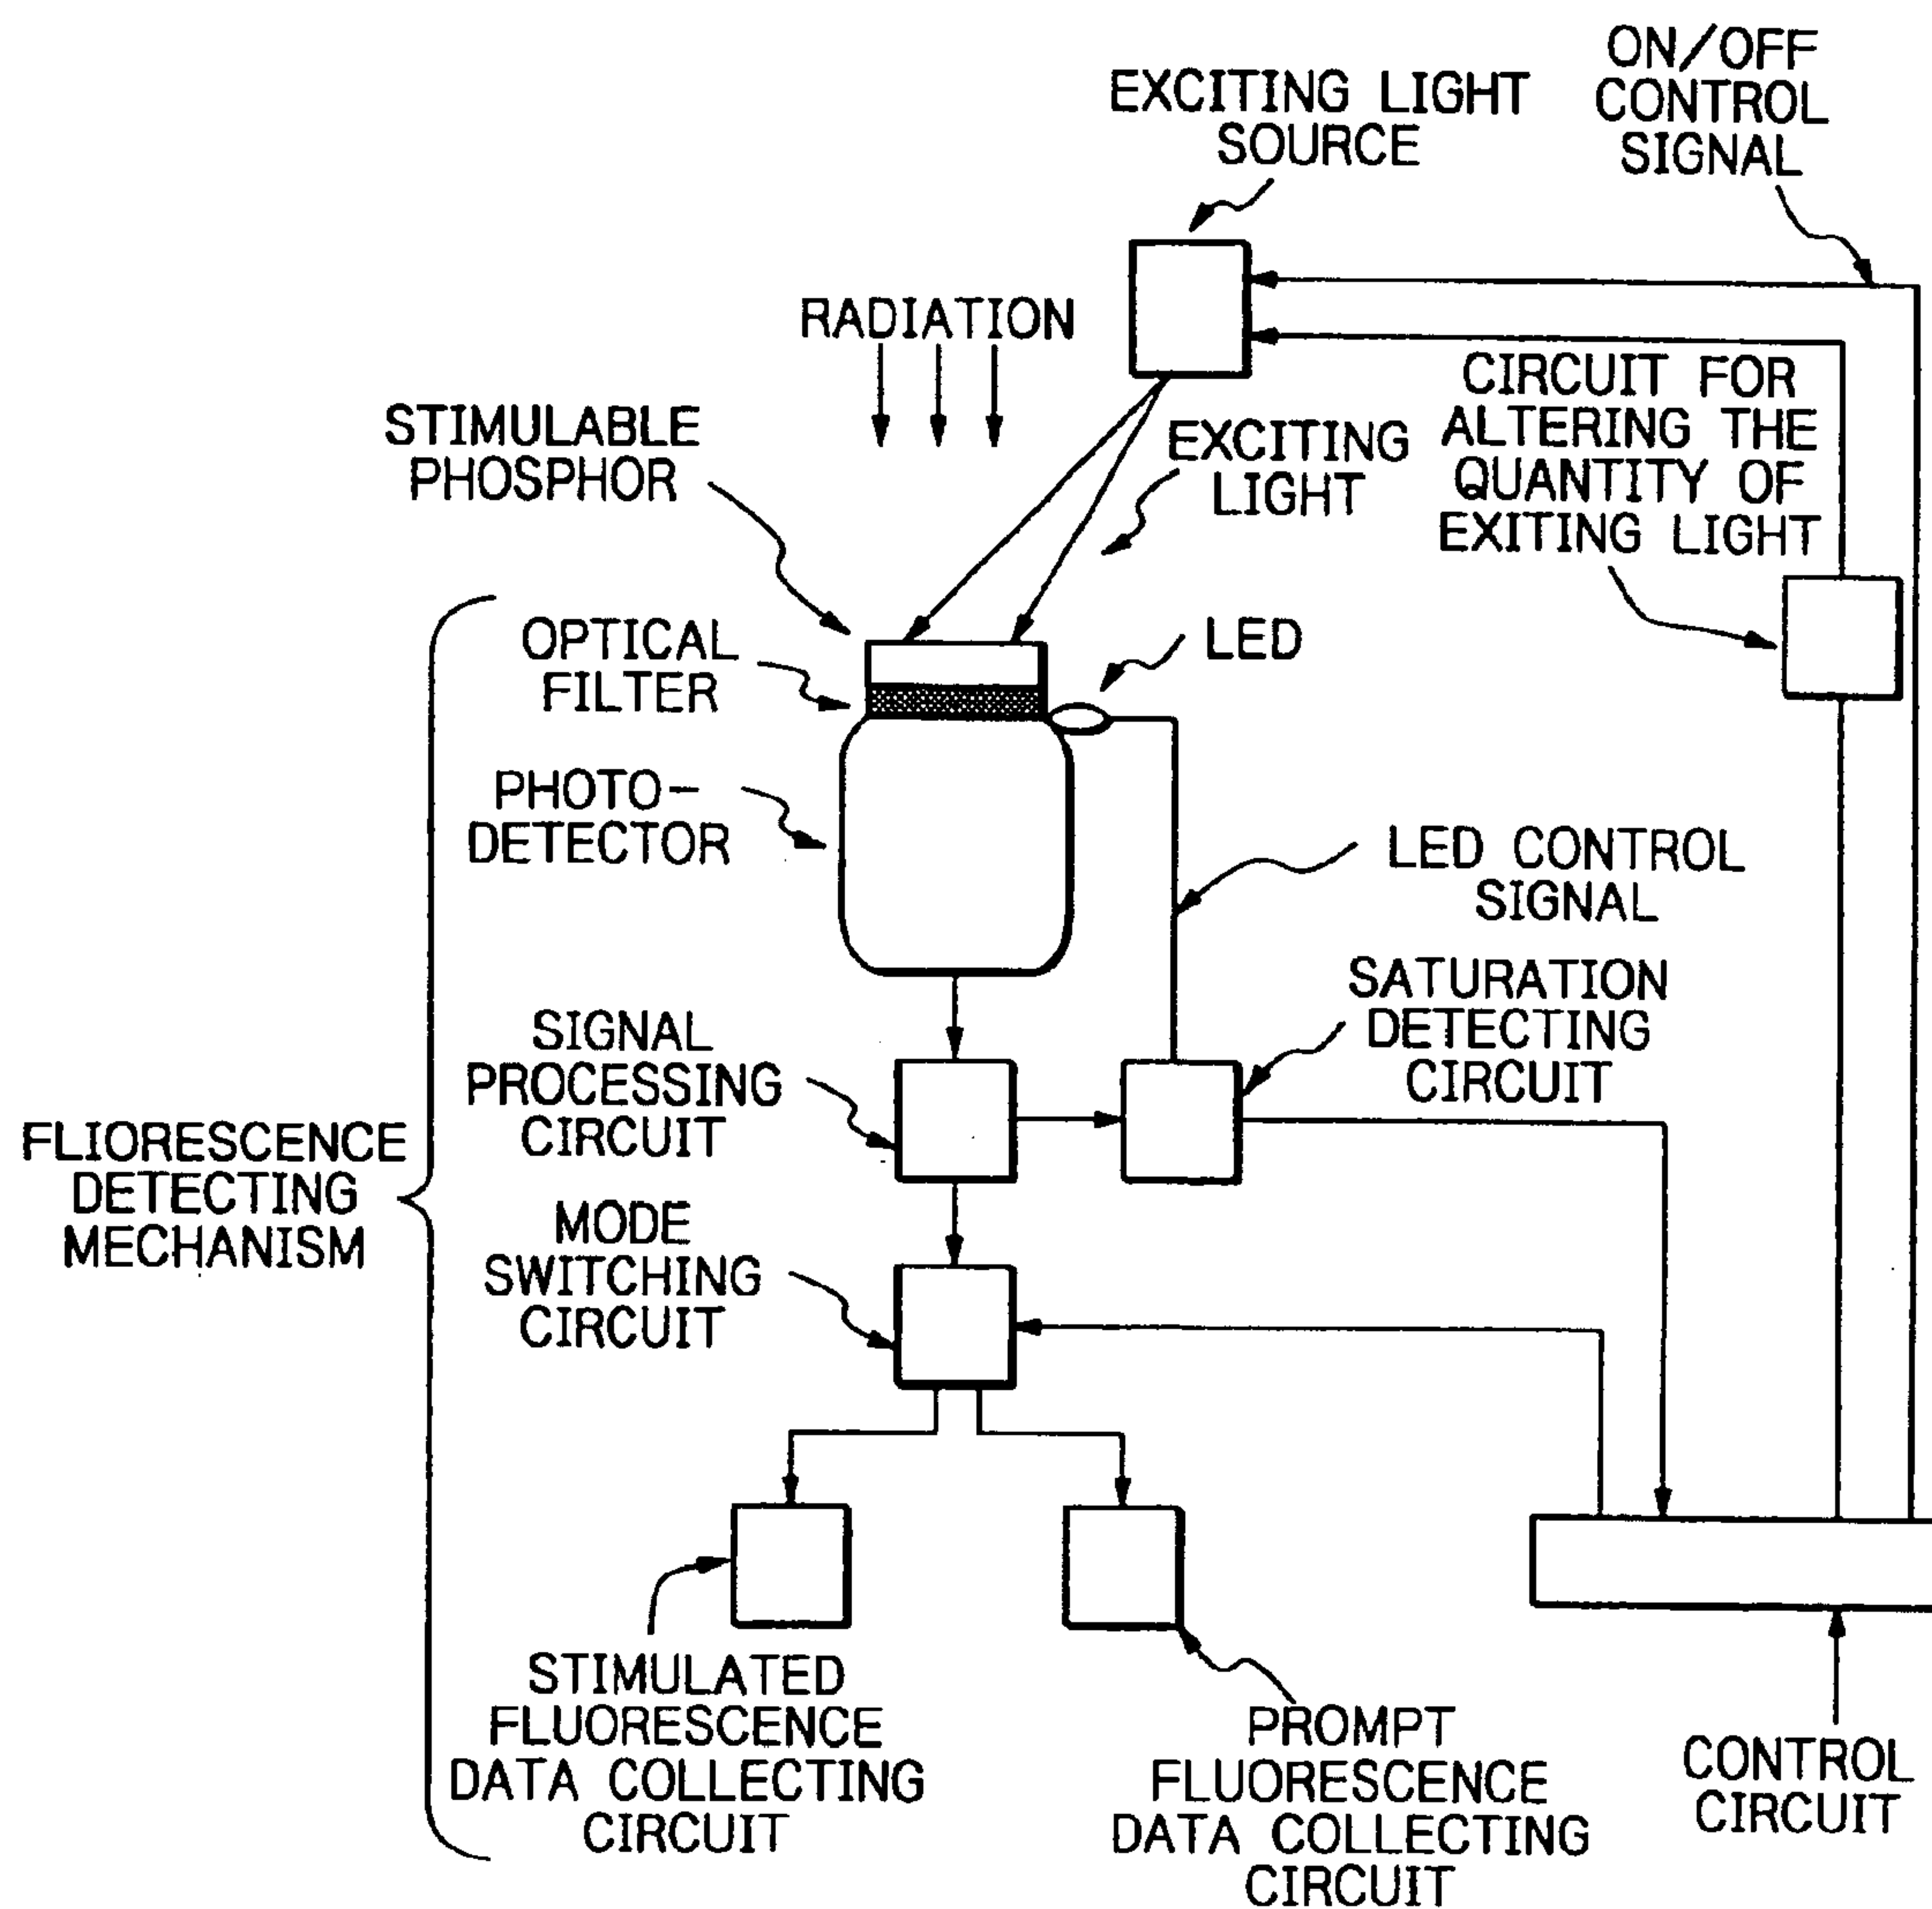 ON/OFF
CONTROL
SIGNAL
EXCITING LIGHT
SOURCE
RADIATION
CIRCUIT FOR
ALTERING THE
QUANTITY OF
EXITING LIGHT
STIMULABLE
PHOSPHOR
EXCITING
LIGHT
OPTICAL
FILTER
LED
PHOTO-
DETECTOR
LED CONTROL
SIGNAL
SATURATION
DETECTING
CIRCUIT
SIGNAL
PROCESSING
CIRCUIT
FLIORESCENCE
DETECTING
MECHANISM
MODE
SWITCHING
CIRCUIT
STIMULATED
FLUORESCENCE
DATA COLLECTING
CIRCUIT
PROMPT
FLUORESCENCE
DATA COLLECTING
CIRCUIT
CONTROL
CIRCUIT